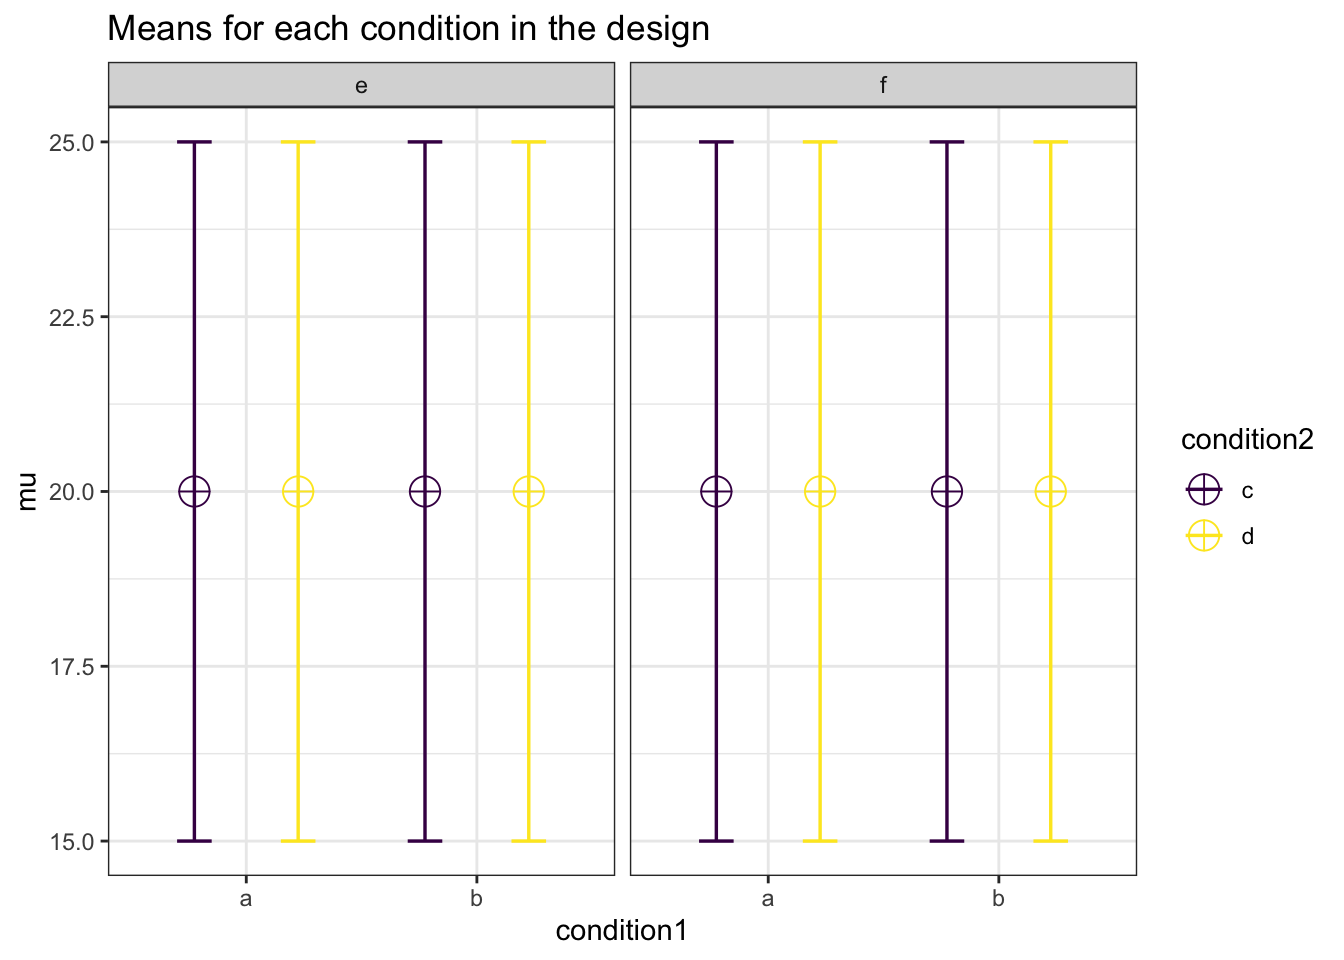 Means for each condition in the design
e
f
25.0
22.5
20.0
17.5
15.0
mu
a
b
a
b
condition1
condition2
c
d